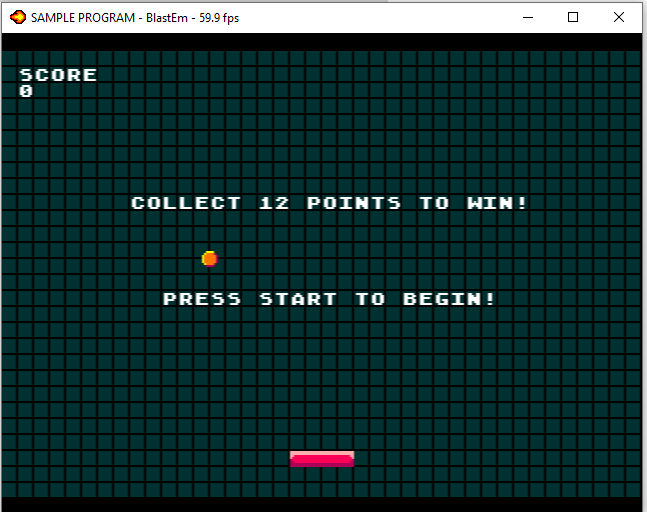 SAMPLE PROGRAM - BlastEm - 59.9 fps
SCORE
0
COLLECT 12 POINTS TO WIN!
PRESS START TO BEGIN!